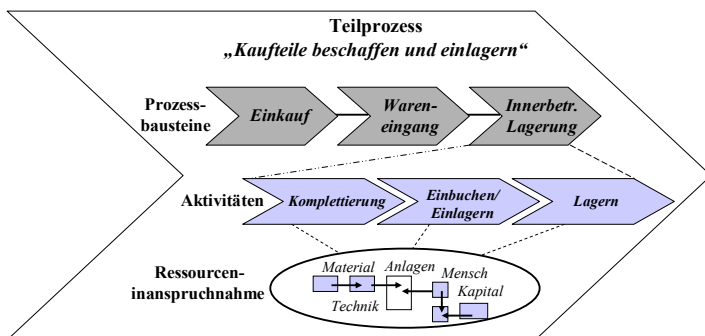 Teilprozess
„Kaufteile beschaffen und einlagern“
Prozess-
bausteine
Einkauf
Waren-
eingang
Innerbetr.
Lagerung
Aktivitäten
Komplettierung
Einbuchen/
Einlagern
Lagern
Ressourcen-
inanspruchnahme
Material
Anlagen
Mensch
Technik
Kapital